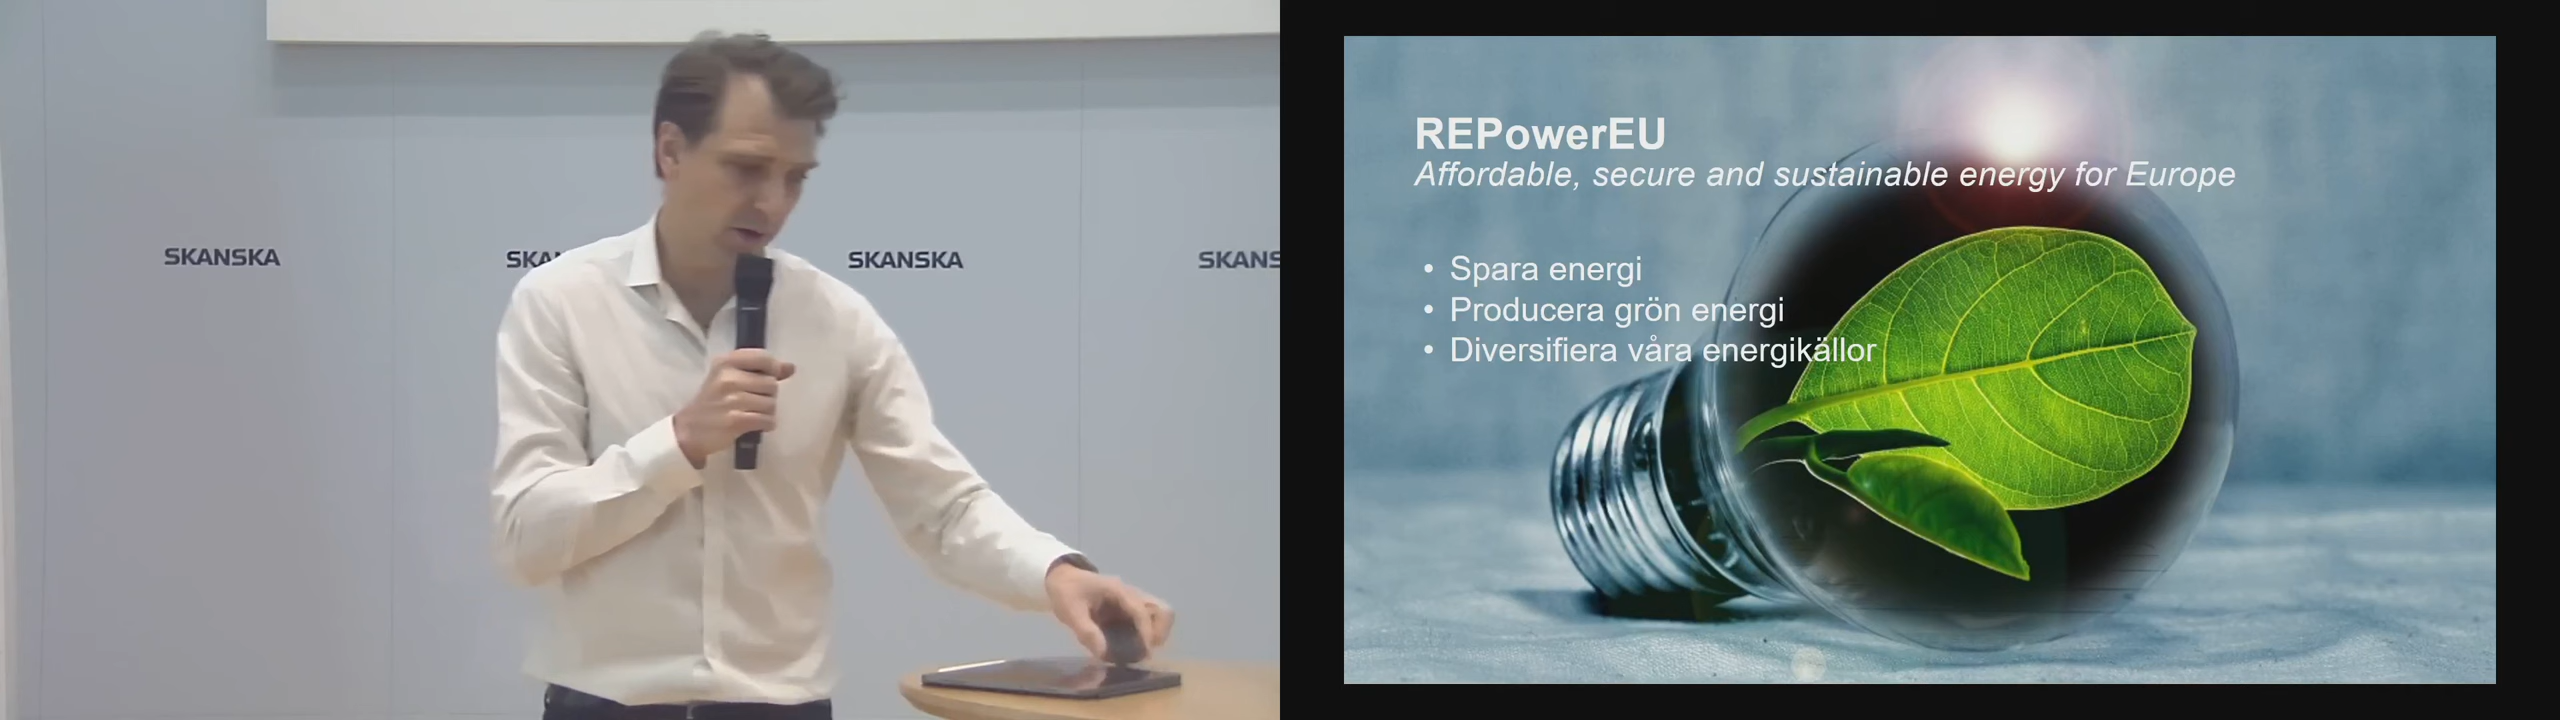 SKANSKA
SKA
SKANSKA
SKANS
REPowerEU
Affordable, secure and sustainable energy for Europe
• Spara energi
• Producera grön energi
• Diversifiera våra energikällor